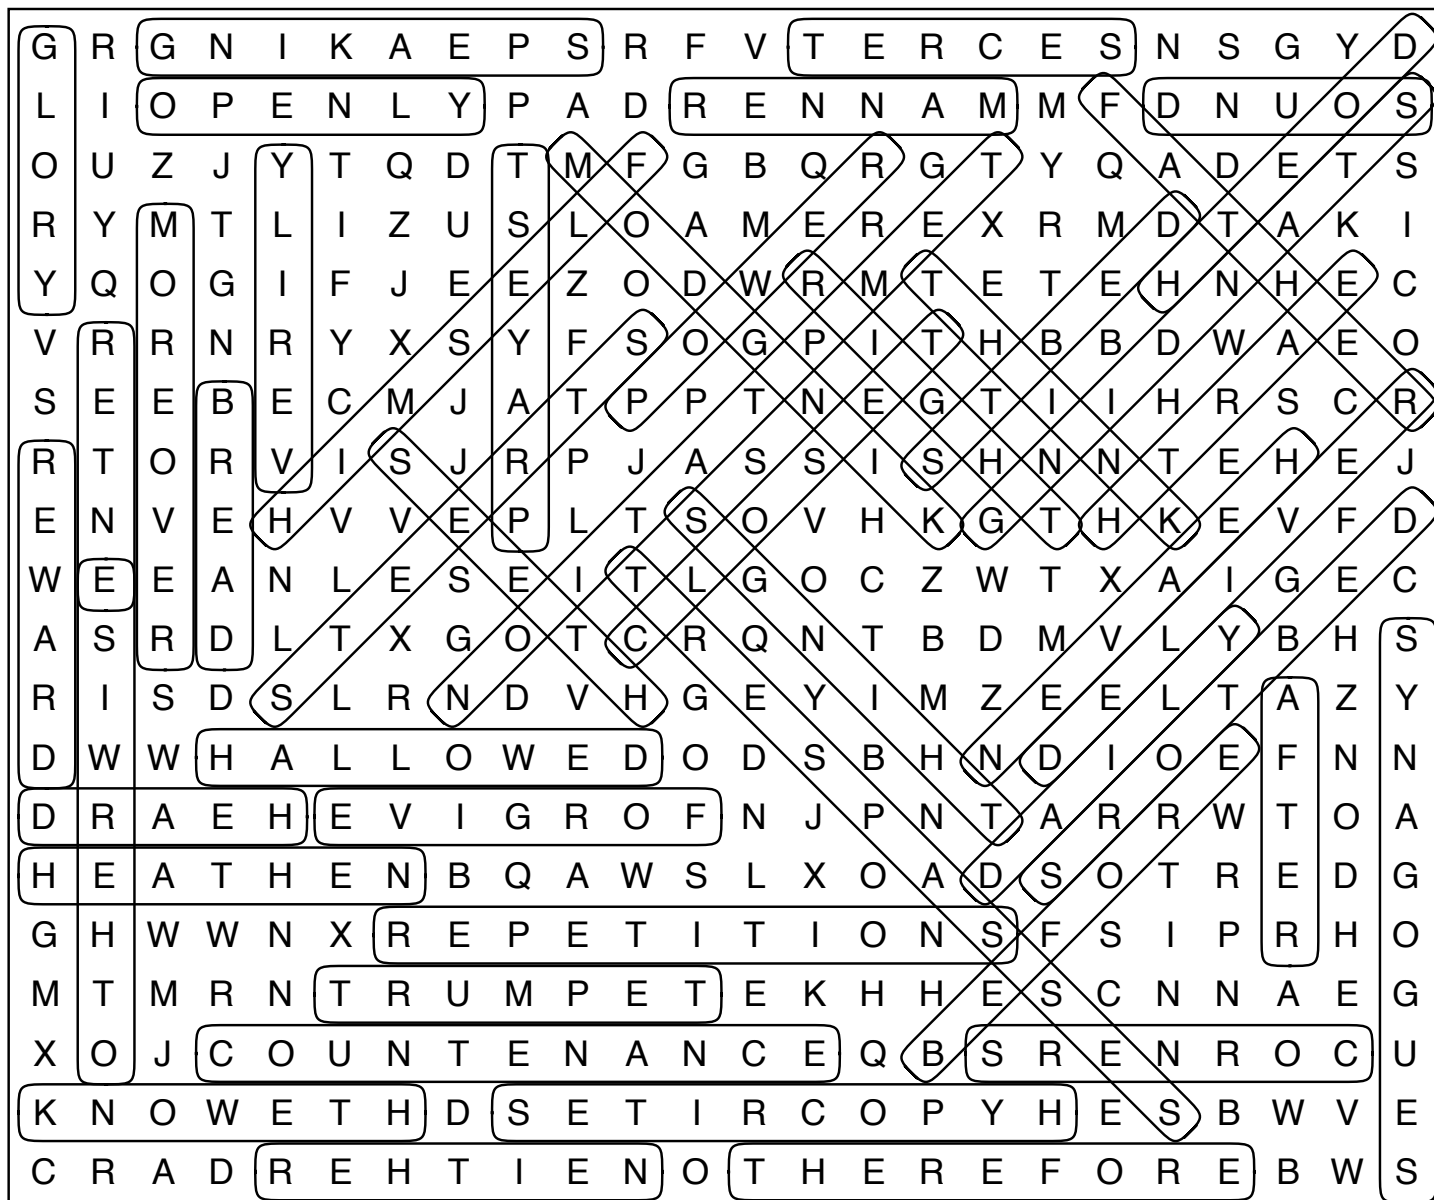 G R G N I K A E P S R F V T E R C E S N S G Y D
L I O P E N L Y P A D R E N N A M M F D N U O S
O U Z J Y T Q D T M F G B Q R G T Y Q A D E T S
R Y M T L I Z U S L O A M E R E X R M D T A K I
Y Q O G I F J E E Z O D W R M T E T E H N H E C
V R R N R Y X S Y F S O G P I T H B B D W A E O
S E E B E C M J A T P P T N E G T I I H R S C R
R T O R V I S J R P J A S S I S H N N T E H E J
E N V E H V V E P L T S O V H K G T H K E V F D
W E E A N L E S E I T L G O C Z W T X A I G E C
A S R D L T X G O T C R Q N T B D M V L Y B H S
R I S D S L R N D V H G E Y I M Z E E L T A Z Y
D W W H A L L O W E D O D S B H N D I O E F N N
D R A E H E V I G R O F N J P N T A R R W T O A
H E A T H E N B Q A W S L X O A D S O T R E D G
G H W W N X R E P E T I T I O N S F S I P R H O
M T M R N T R U M P E T E K H H E S C N N A E G
X O J C O U N T E N A N C E Q B S R E N R O C U
K N O W E T H D S E T I R C O P Y H E S B W V E
C R A D R E H T I E N O T H E R E F O R E B W S